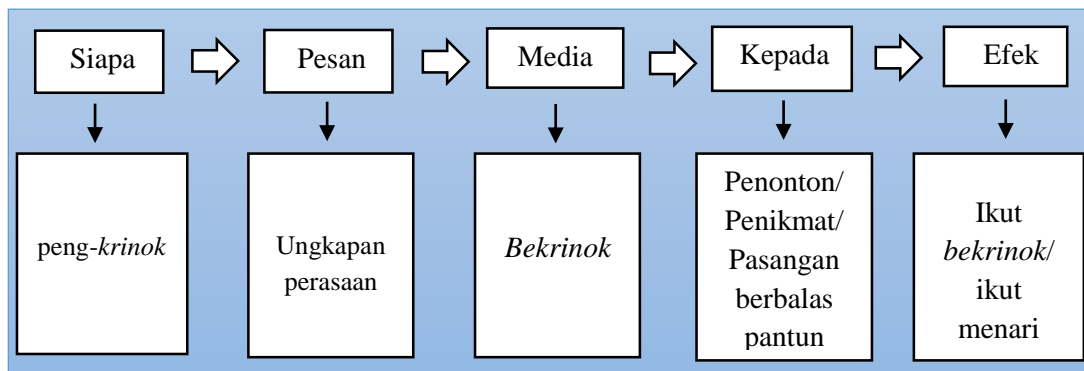 Siapa
Pesan
Media
Kepada
Efek
peng-krinok
Ungkapan
perasaan
Bekrinok
Penonton/
Penikmat/
Pasangan
berbalas
pantun
Ikut
bekrinok/
ikut
menari